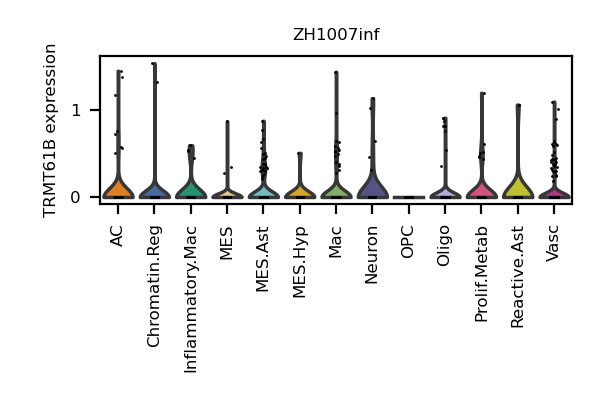 ZH1007inf
TRMT61B expression
1
0
AC
Chromatin.Reg
Inflammatory.Mac
MES
MES.Ast
MES.Hyp
Mac
Neuron
OPC
Oligo
Prolif.Metab
Reactive.Ast
Vasc